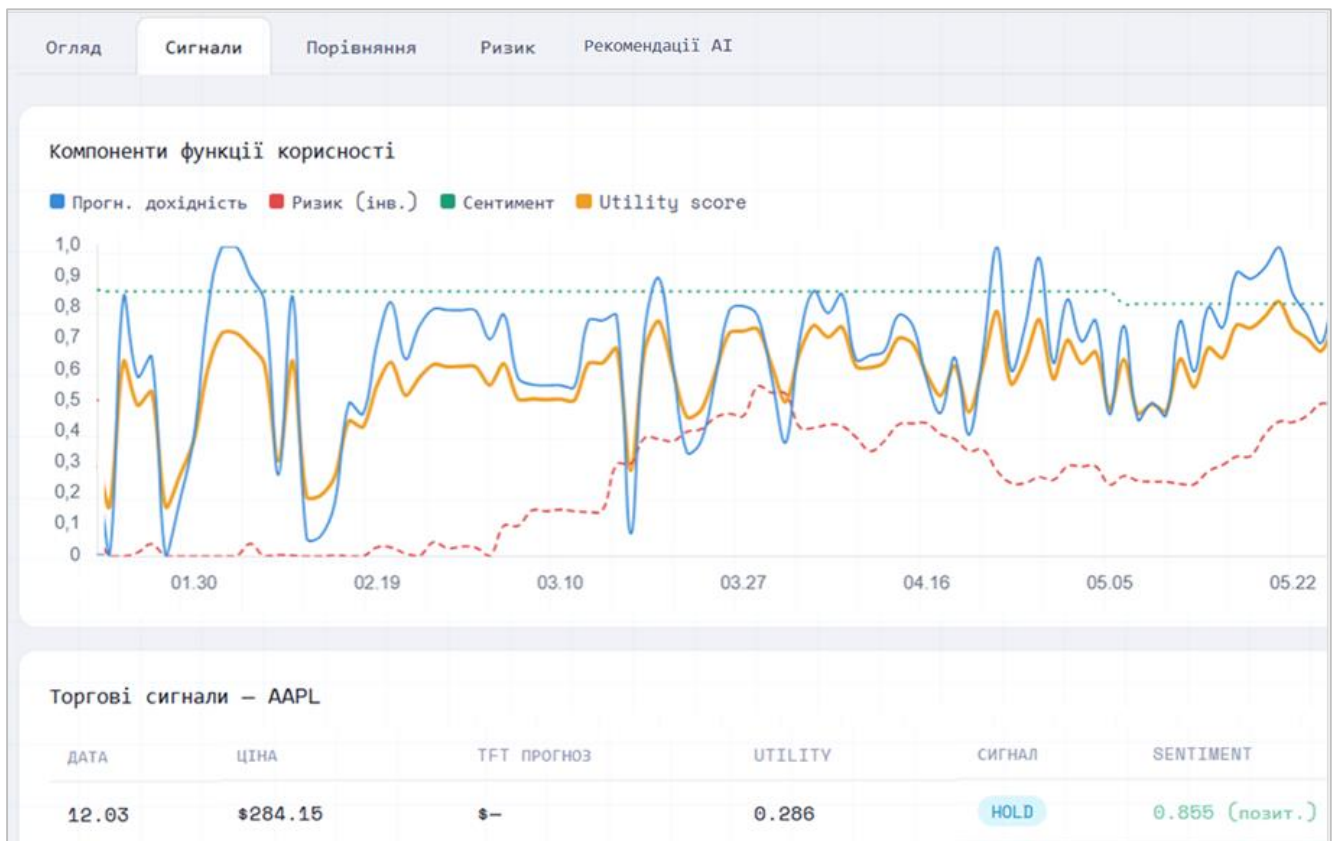 Огляд Сигнали Порівняння Ризик Рекомендації AI
Компоненти функції корисності
Прогн. дохідність Ризик (інв.) Сентимент Utility score
1,0
0,9
0,8
0,7
0,6
0,5
0,4
0,3
0,2
0,1
0
01.30 02.19 03.10 03.27 04.16 05.05 05.22
Торгові сигнали — AAPL
ДАТА ЦІНА TFT ПРОГНОЗ UTILITY СИГНАЛ SENTIMENT
12.03 $284.15 $— 0.286 HOLD 0.855 (позит.)